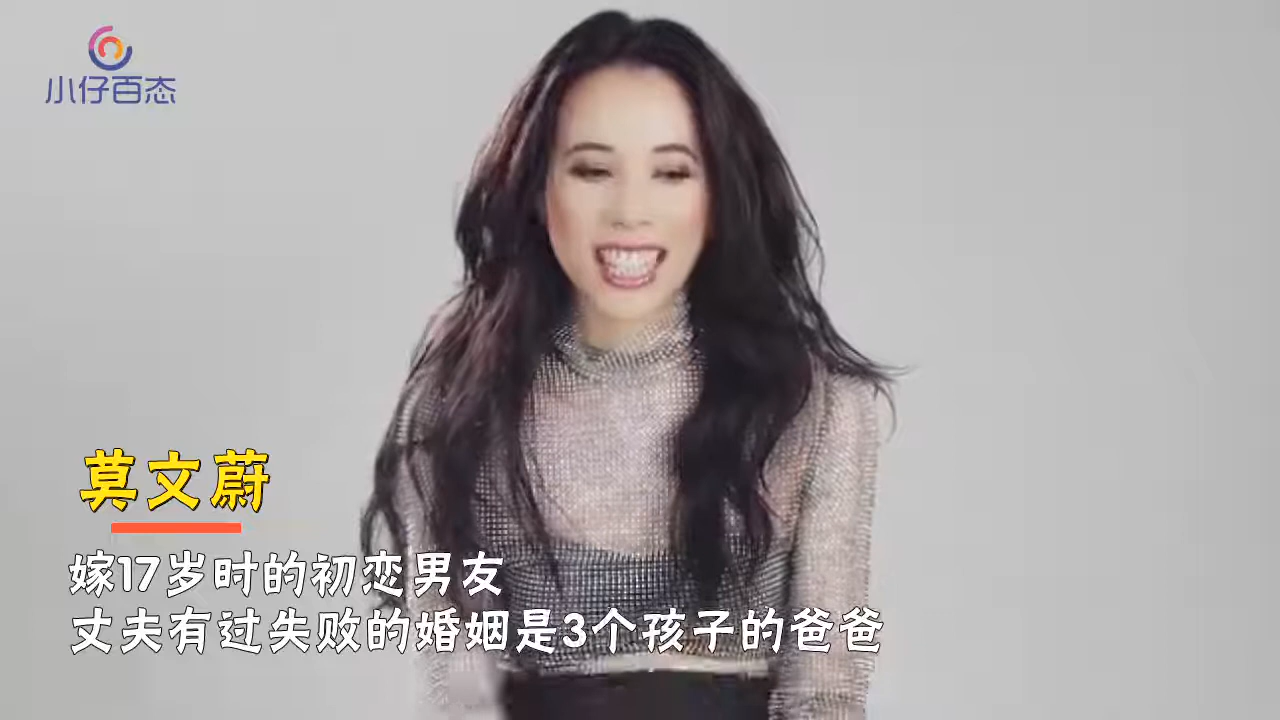 小仔百态
莫文蔚
嫁17岁时的初恋男友
丈夫有过失败的婚姻是3个孩子的爸爸